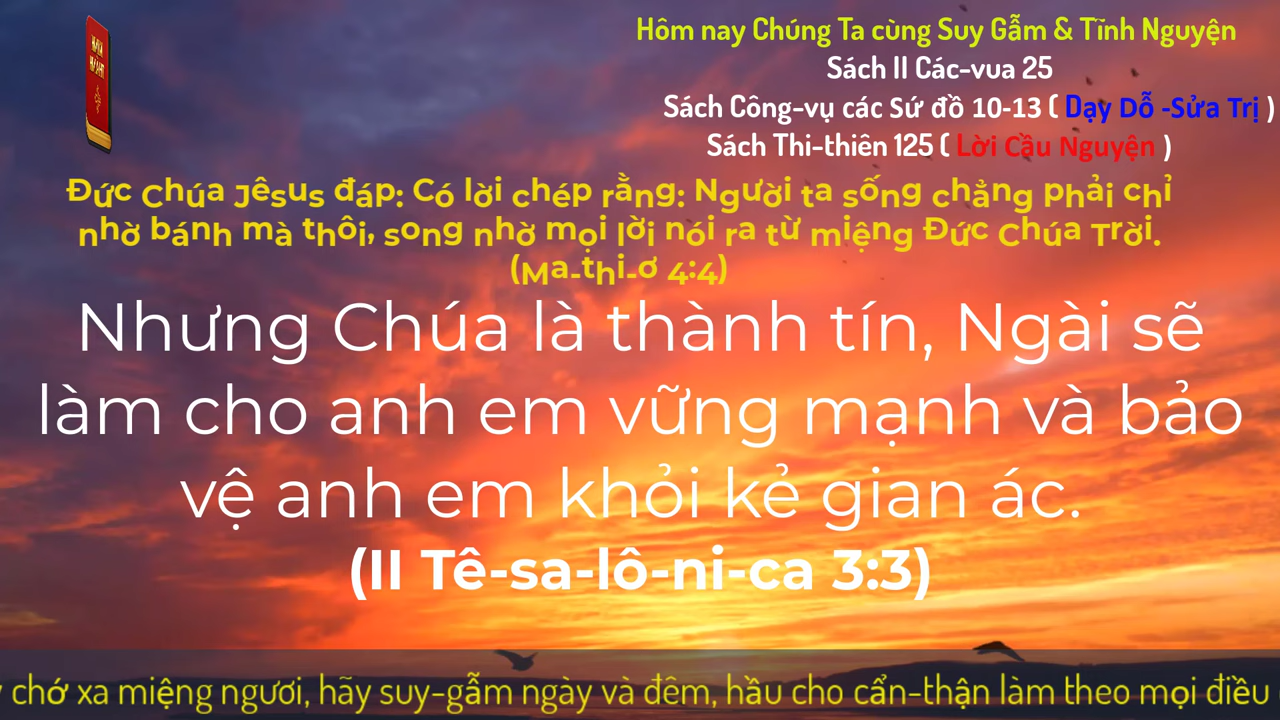 Hôm nay Chúng Ta cùng Suy Gẫm & Tĩnh Nguyện
Sách II Các-vua 25
Sách Công-vụ các Sứ đồ 10-13 ( Dạy Dỗ -Sửa Trị )
Sách Thi-thiên 125 ( Lời Cầu Nguyện )
Đức Chúa Jêsus đáp: Có lời chép rằng: Người ta sống chẳng phải chỉ
nhờ bánh mà thôi, song nhờ mọi lời nói ra từ miệng Đức Chúa Trời.
(Ma-thi-ơ 4:4)
Nhưng Chúa là thành tín, Ngài sẽ
làm cho anh em vững mạnh và bảo
vệ anh em khỏi kẻ gian ác.
(II Tê-sa-lô-ni-ca 3:3)
chớ xa miệng ngươi, hãy suy-gẫm ngày và đêm, hầu cho cẩn-thận làm theo mọi điều